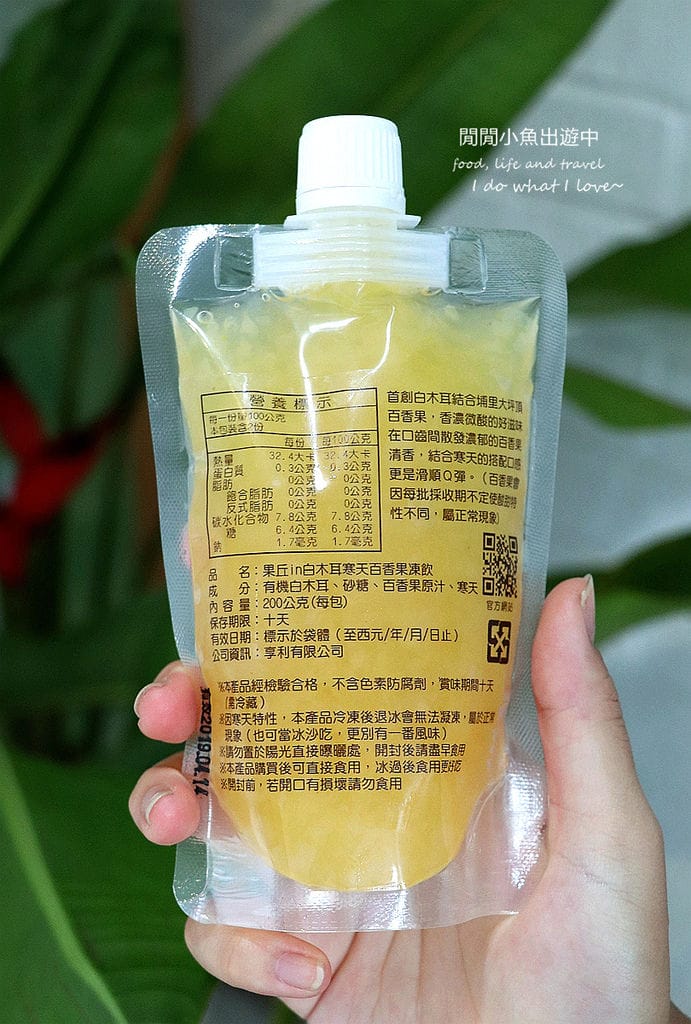 閒閒小魚出遊中
food, life and travel
I do what I love~
營養標示
每一份量100公克
本包裝含2份
每份 每100公克
熱量 32.4大卡 32.4大卡
蛋白質 0.3公克 0.3公克
脂肪 0公克 0公克
飽合脂肪 0公克 0公克
反式脂肪 0公克 0公克
碳水化合物 7.8公克 7.8公克
糖 6.4公克 6.4公克
鈉 1.7毫克 1.7毫克
首創白木耳結合埔里大坪頂
百香果，香濃微酸的好滋味
在口齒間散發濃郁的百香果
清香，結合寒天的搭配口感
更是滑順Q彈。（百香果會
因每批採收期不定使酸甜特
性不同，屬正常現象）
官方網站
品名：果丘in白木耳寒天百香果凍飲
成分：有機白木耳、砂糖、百香果原汁、寒天
內容量：200公克(每包)
保存期限：十天
有效日期：標示於袋體（至西元/年/月/日止）
公司資訊：享利有限公司
※本產品經檢驗合格，不含色素防腐劑，賞味期間十天
（需冷藏）
※因寒天特性，本產品冷凍後退冰會無法凝凍，屬於正常
現象（也可當冰沙吃，更別有一番風味）
※請勿置於陽光直接曝曬處，開封後請盡早食用
※本產品購買後可直接食用，冰過後食用更好吃
※開封前，若開口有損壞請勿食用
2019.04.14